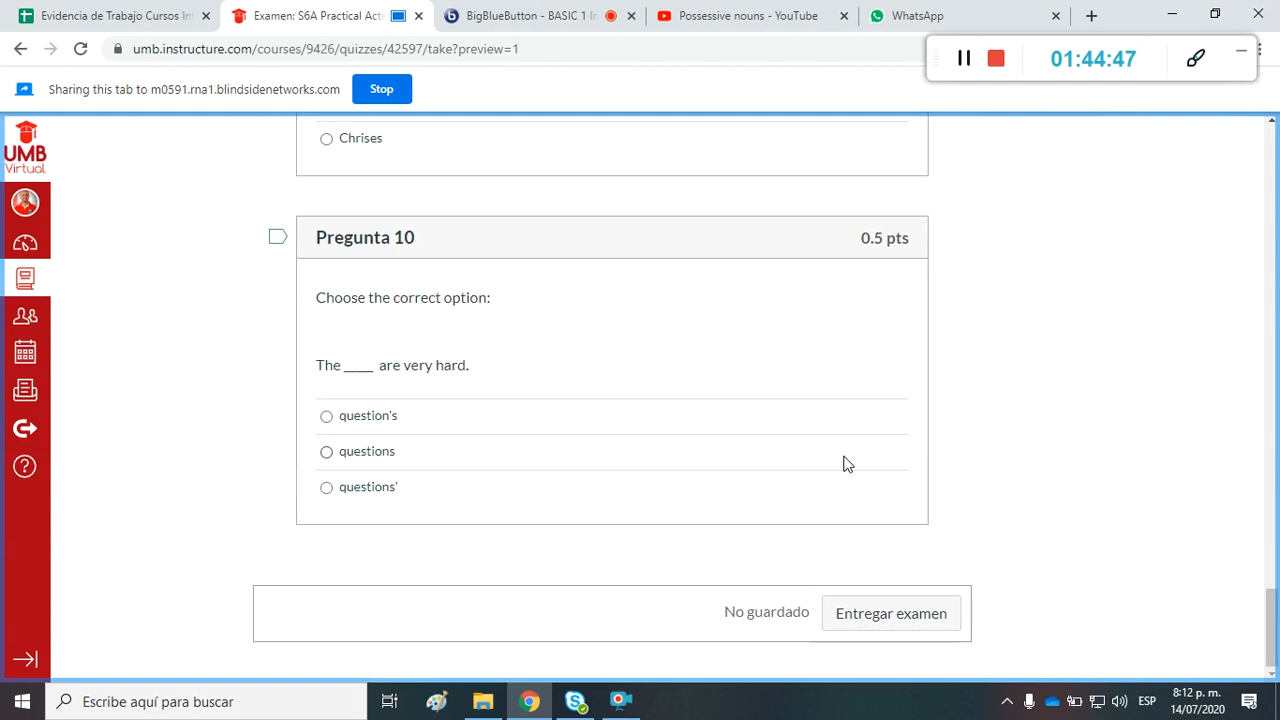 Evidencia de Trabajo Cursos Ini
Examen: S6A Practical Acti
BigBlueButton - BASIC 1 In
Possessive nouns - YouTube
WhatsApp
umb.instructure.com/courses/9426/quizzes/42597/take?preview=1
01:44:47
Sharing this tab to m0591.rna1.blindsidenetworks.com
Stop
UMB
Virtual
Chrises
Pregunta 10
0.5 pts
Choose the correct option:
The _____ are very hard.
question's
questions
questions'
No guardado
Entregar examen
Escribe aquí para buscar
ESP
8:12 p. m.
14/07/2020